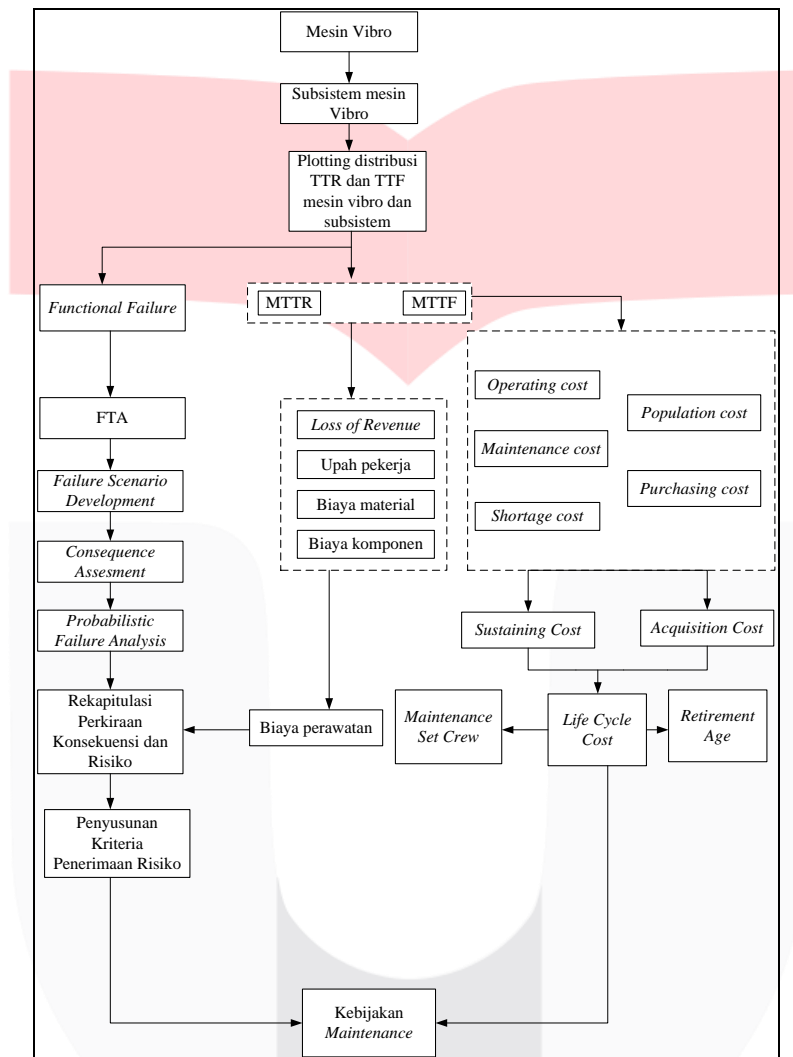 Mesin Vibro
Subsistem mesin
Vibro
Plotting distribusi
TTR dan TTF
mesin vibro dan
subsistem
Functional Failure
MTTR
MTTF
FTA
Failure Scenario
Development
Consequence
Assesment
Probabilistic
Failure Analysis
Rekapitulasi
Perkiraan
Konsekuensi dan
Risiko
Penyusunan
Kriteria
Penerimaan Risiko
Loss of Revenue
Upah pekerja
Biaya material
Biaya komponen
Biaya perawatan
Operating cost
Population cost
Maintenance cost
Purchasing cost
Shortage cost
Sustaining Cost
Acquisition Cost
Maintenance
Set Crew
Life Cycle
Cost
Retirement
Age
Kebijakan
Maintenance